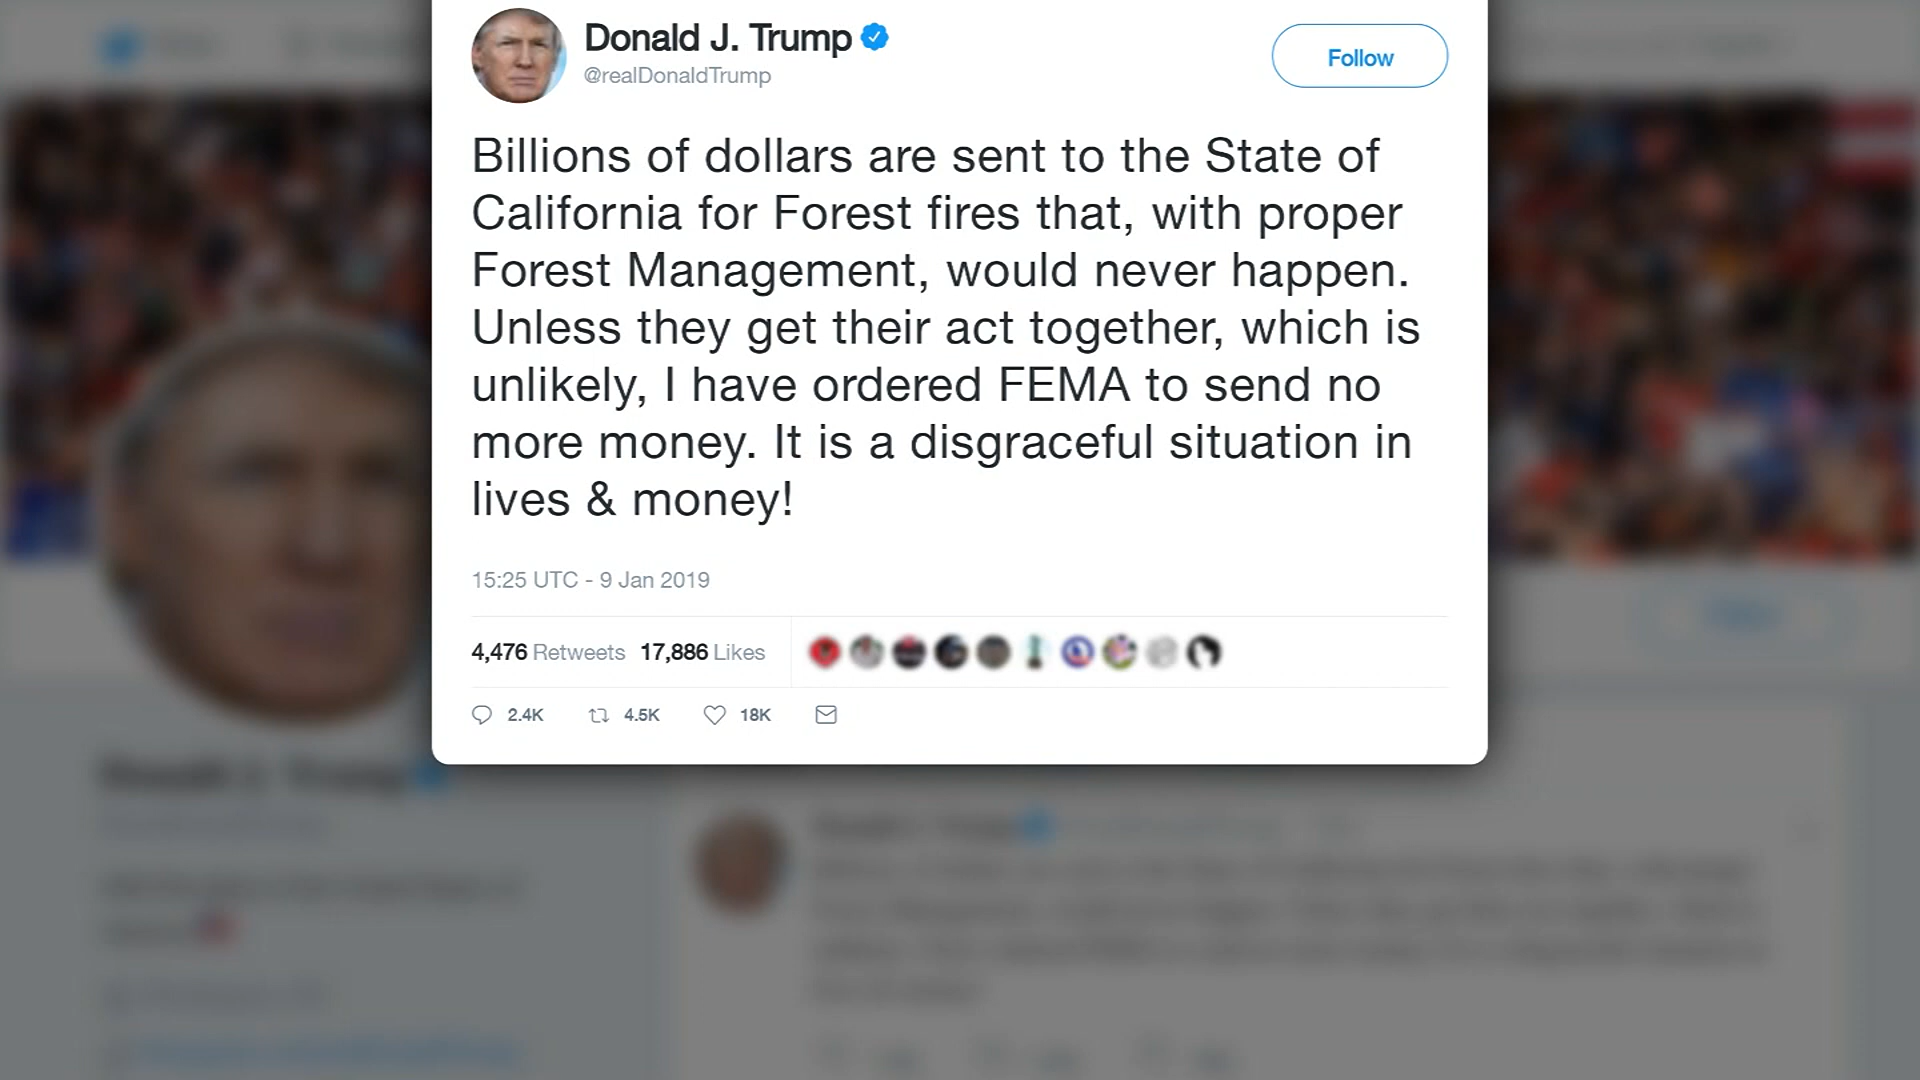 Donald J. Trump
@realDonaldTrump
Follow
Billions of dollars are sent to the State of
California for Forest fires that, with proper
Forest Management, would never happen.
Unless they get their act together, which is
unlikely, I have ordered FEMA to send no
more money. It is a disgraceful situation in
lives & money!
15:25 UTC - 9 Jan 2019
4,476 Retweets 17,886 Likes
2.4K 4.5K 18K